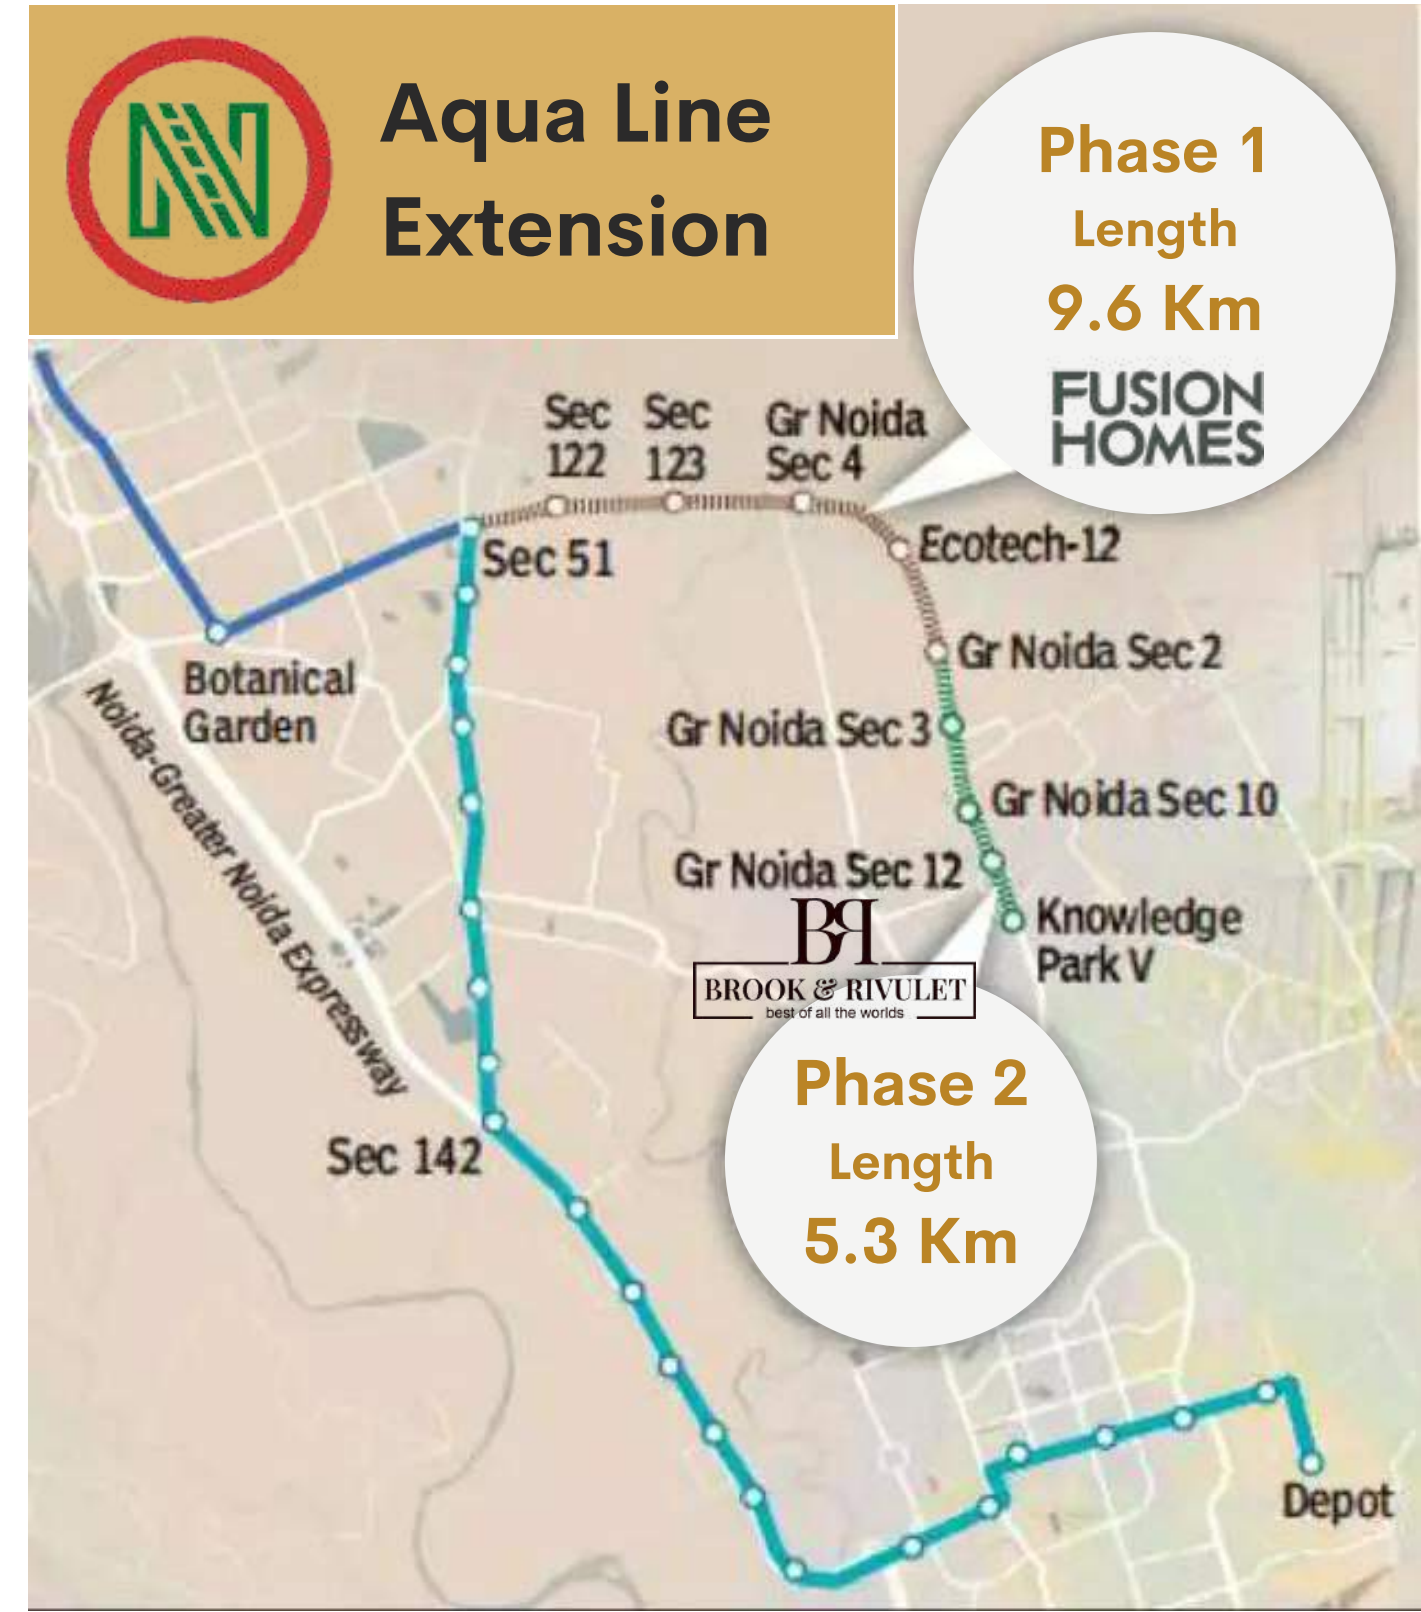 Aqua Line
Extension
Phase 1
Length
9.6 Km
FUSION
HOMES
Sec
122
Sec
123
Gr Noida
Sec 4
Sec 51
Ecotech-12
Botanical
Garden
Gr Noida Sec 2
Noida-Greater Noida Expressway
Gr Noida Sec 3
Gr Noida Sec 10
Gr Noida Sec 12
Knowledge
Park V
BROOK & RIVULET
best of all the worlds
Phase 2
Length
5.3 Km
Sec 142
Depot